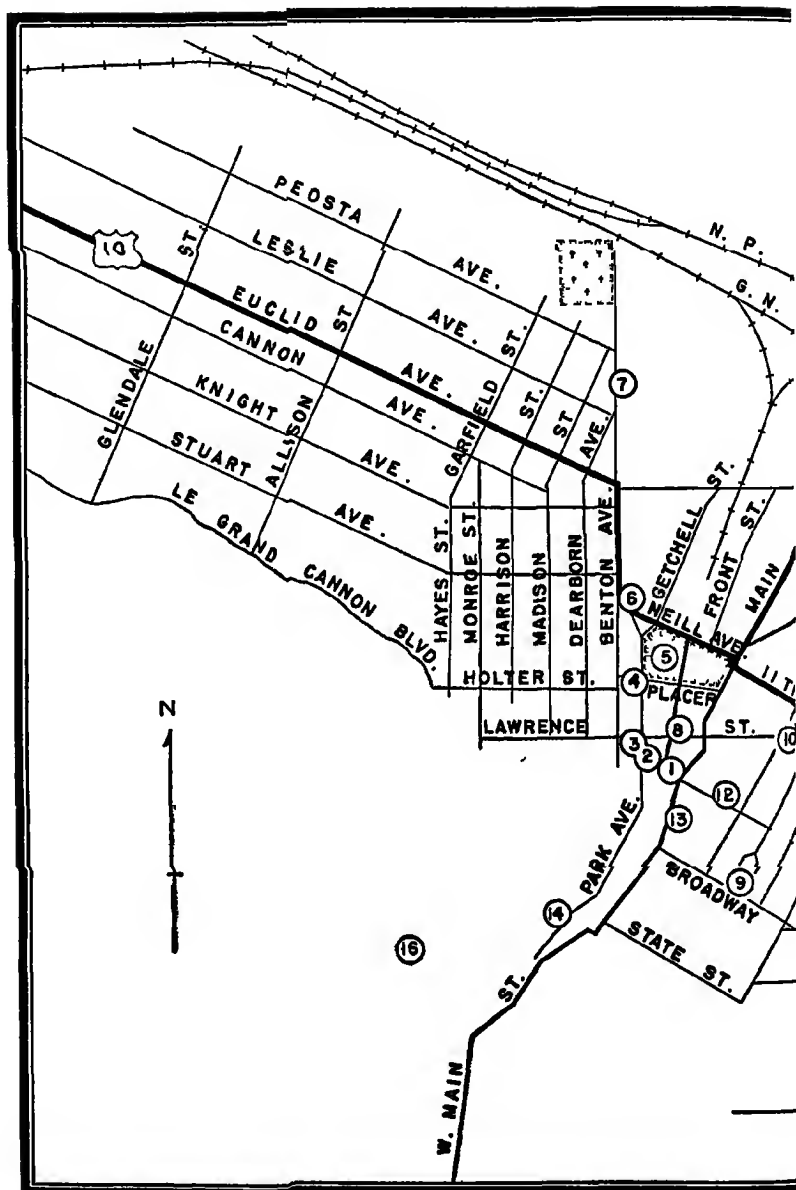 N. P.
G. N.
PEOSTA AVE.
LESLIE AVE.
10
EUCLID AVE.
CANNON AVE.
KNIGHT AVE.
STUART AVE.
LE GRAND CANNON BLVD.
GLENDALE ST.
ALLISON ST
GARFIELD ST.
ST.
ST
AVE.
HAYES ST.
MONROE ST.
HARRISON
MADISON
DEARBORN
BENTON AVE.
7
GETCHELL ST.
FRONT ST.
MAIN
6
NEILL AVE.
5
11TH
HOLTER ST.
4
PLACER
LAWRENCE ST.
3
8
10
2
1
12
13
PARK AVE.
9
BROADWAY
14
STATE ST.
16
N
W. MAIN ST.